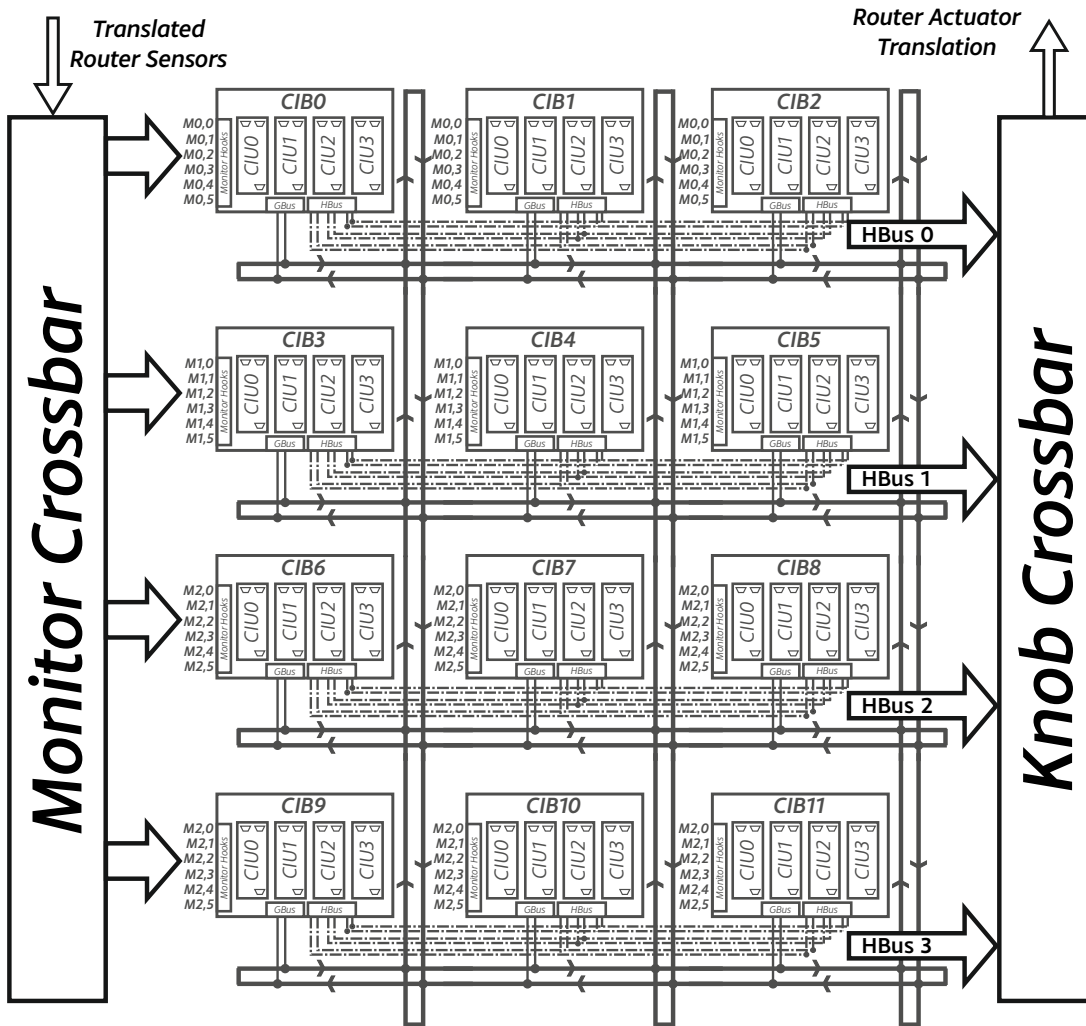 Translated
Router Sensors
Router Actuator
Translation
Monitor Crossbar
Knob Crossbar
CIB0
M0,0
M0,1
M0,2
M0,3
M0,4
M0,5
Monitor Hooks
CIU0
CIU1
CIU2
CIU3
GBus
HBus
CIB1
M0,0
M0,1
M0,2
M0,3
M0,4
M0,5
Monitor Hooks
CIU0
CIU1
CIU2
CIU3
GBus
HBus
CIB2
M0,0
M0,1
M0,2
M0,3
M0,4
M0,5
Monitor Hooks
CIU0
CIU1
CIU2
CIU3
GBus
HBus
HBus 0
CIB3
M1,0
M1,1
M1,2
M1,3
M1,4
M1,5
Monitor Hooks
CIU0
CIU1
CIU2
CIU3
GBus
HBus
CIB4
M1,0
M1,1
M1,2
M1,3
M1,4
M1,5
Monitor Hooks
CIU0
CIU1
CIU2
CIU3
GBus
HBus
CIB5
M1,0
M1,1
M1,2
M1,3
M1,4
M1,5
Monitor Hooks
CIU0
CIU1
CIU2
CIU3
GBus
HBus
HBus 1
CIB6
M2,0
M2,1
M2,2
M2,3
M2,4
M2,5
Monitor Hooks
CIU0
CIU1
CIU2
CIU3
GBus
HBus
CIB7
M2,0
M2,1
M2,2
M2,3
M2,4
M2,5
Monitor Hooks
CIU0
CIU1
CIU2
CIU3
GBus
HBus
CIB8
M2,0
M2,1
M2,2
M2,3
M2,4
M2,5
Monitor Hooks
CIU0
CIU1
CIU2
CIU3
GBus
HBus
HBus 2
CIB9
M2,0
M2,1
M2,2
M2,3
M2,4
M2,5
Monitor Hooks
CIU0
CIU1
CIU2
CIU3
GBus
HBus
CIB10
M2,0
M2,1
M2,2
M2,3
M2,4
M2,5
Monitor Hooks
CIU0
CIU1
CIU2
CIU3
GBus
HBus
CIB11
M2,0
M2,1
M2,2
M2,3
M2,4
M2,5
Monitor Hooks
CIU0
CIU1
CIU2
CIU3
GBus
HBus
HBus 3